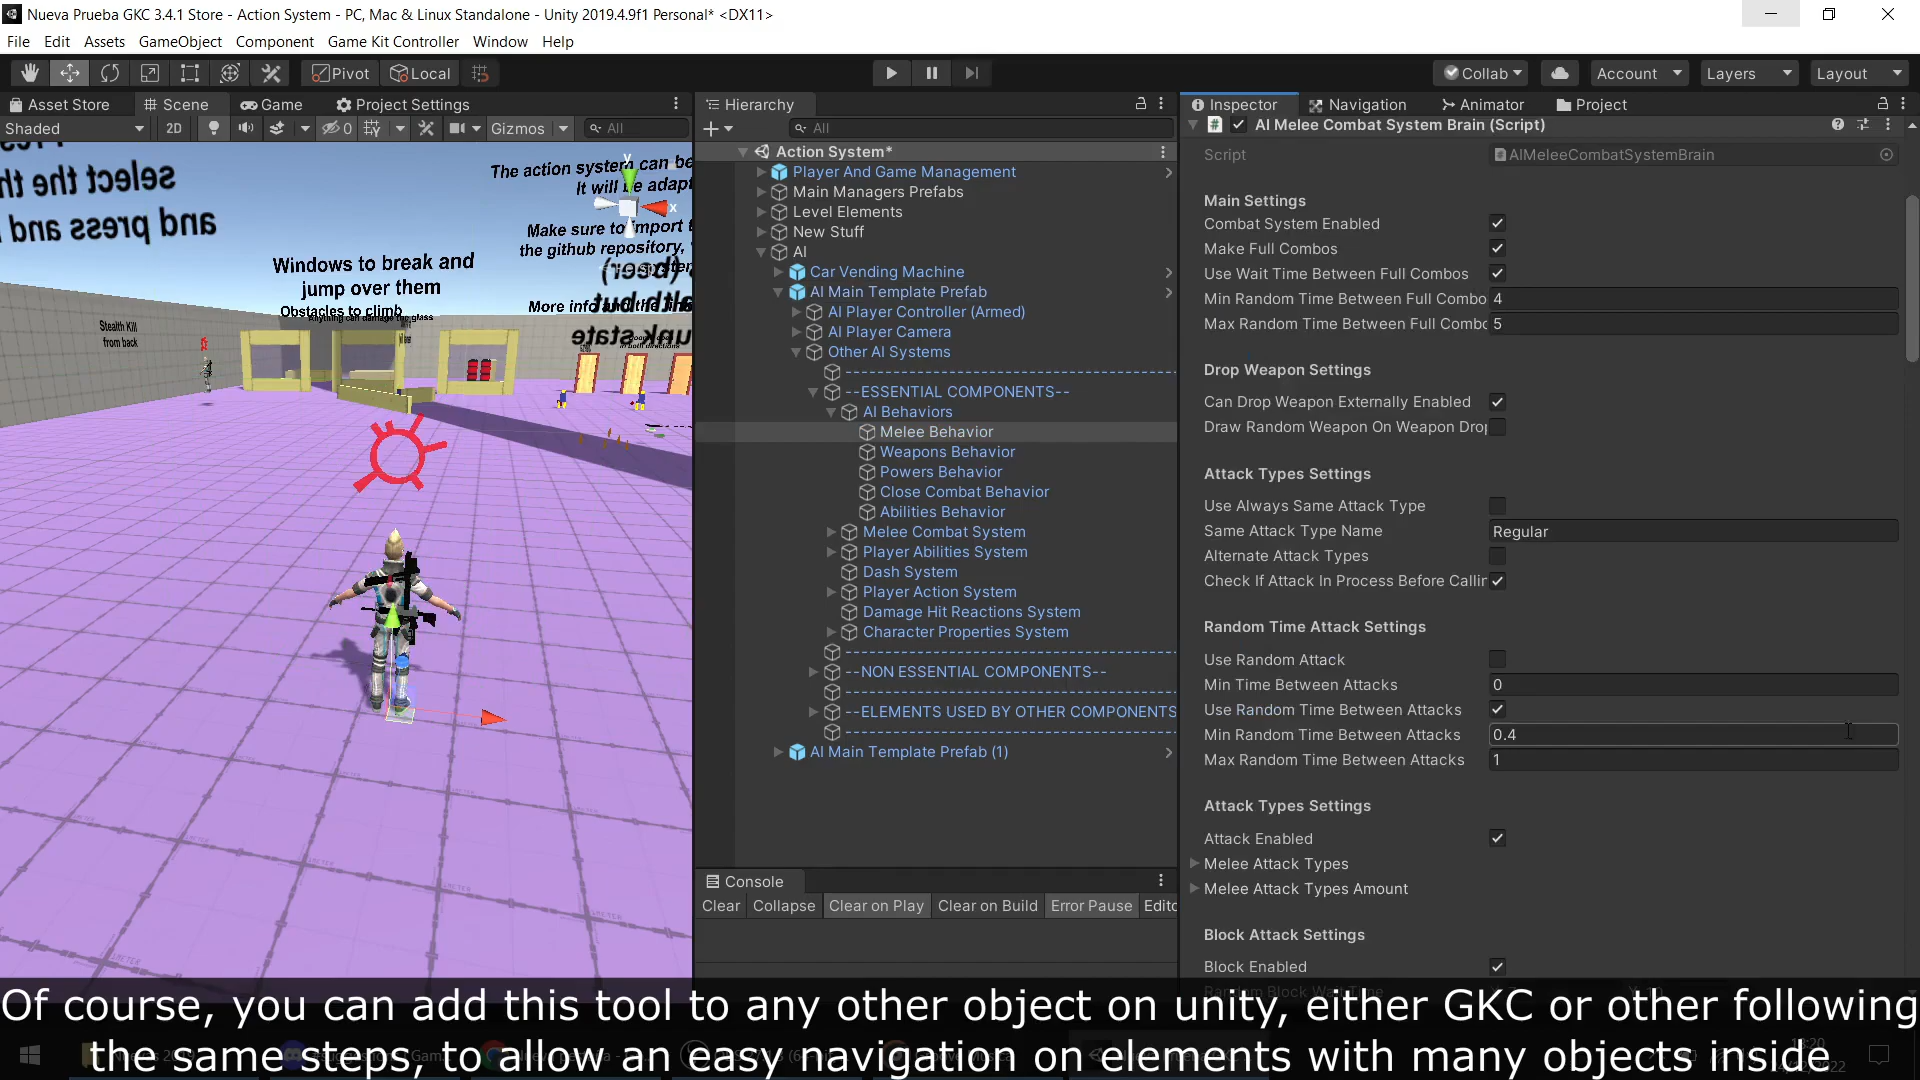 Nueva Prueba GKC 3.4.1 Store - Action System - PC, Mac & Linux Standalone - Unity 2019.4.9f1 Personal* <DX11>
File Edit Assets GameObject Component Game Kit Controller Window Help
Pivot Local Collab Account Layers Layout
Asset Store Scene Game Project Settings
Shaded 2D 0 Gizmos All
select the th
and press and
The action system can be
It will be adapt
Make sure to import t
the github repository,
Windows to break and
jump over them
Obstacles to climb
Anything can damage the glass
More info and the
Stealth Kill
from back
in both directions
Hierarchy
All
Action System*
Player And Game Management
Main Managers Prefabs
Level Elements
New Stuff
AI
Car Vending Machine
AI Main Template Prefab
AI Player Controller (Armed)
AI Player Camera
Other AI Systems
--ESSENTIAL COMPONENTS--
AI Behaviors
Melee Behavior
Weapons Behavior
Powers Behavior
Close Combat Behavior
Abilities Behavior
Melee Combat System
Player Abilities System
Dash System
Player Action System
Damage Hit Reactions System
Character Properties System
--NON ESSENTIAL COMPONENTS--
--ELEMENTS USED BY OTHER COMPONENTS
AI Main Template Prefab (1)
Console
Clear Collapse Clear on Play Clear on Build Error Pause Edito
Inspector Navigation Animator Project
AI Melee Combat System Brain (Script)
Script AIMeleeCombatSystemBrain
Main Settings
Combat System Enabled
Make Full Combos
Use Wait Time Between Full Combos
Min Random Time Between Full Combo 4
Max Random Time Between Full Combo 5
Drop Weapon Settings
Can Drop Weapon Externally Enabled
Draw Random Weapon On Weapon Drop
Attack Types Settings
Use Always Same Attack Type
Same Attack Type Name Regular
Alternate Attack Types
Check If Attack In Process Before Callin
Random Time Attack Settings
Use Random Attack
Min Time Between Attacks 0
Use Random Time Between Attacks
Min Random Time Between Attacks 0.4
Max Random Time Between Attacks 1
Attack Types Settings
Attack Enabled
Melee Attack Types
Melee Attack Types Amount
Block Attack Settings
Block Enabled
Random Block Wait Time
Of course, you can add this tool to any other object on unity, either GKC or other following
the same steps, to allow an easy navigation on elements with many objects inside